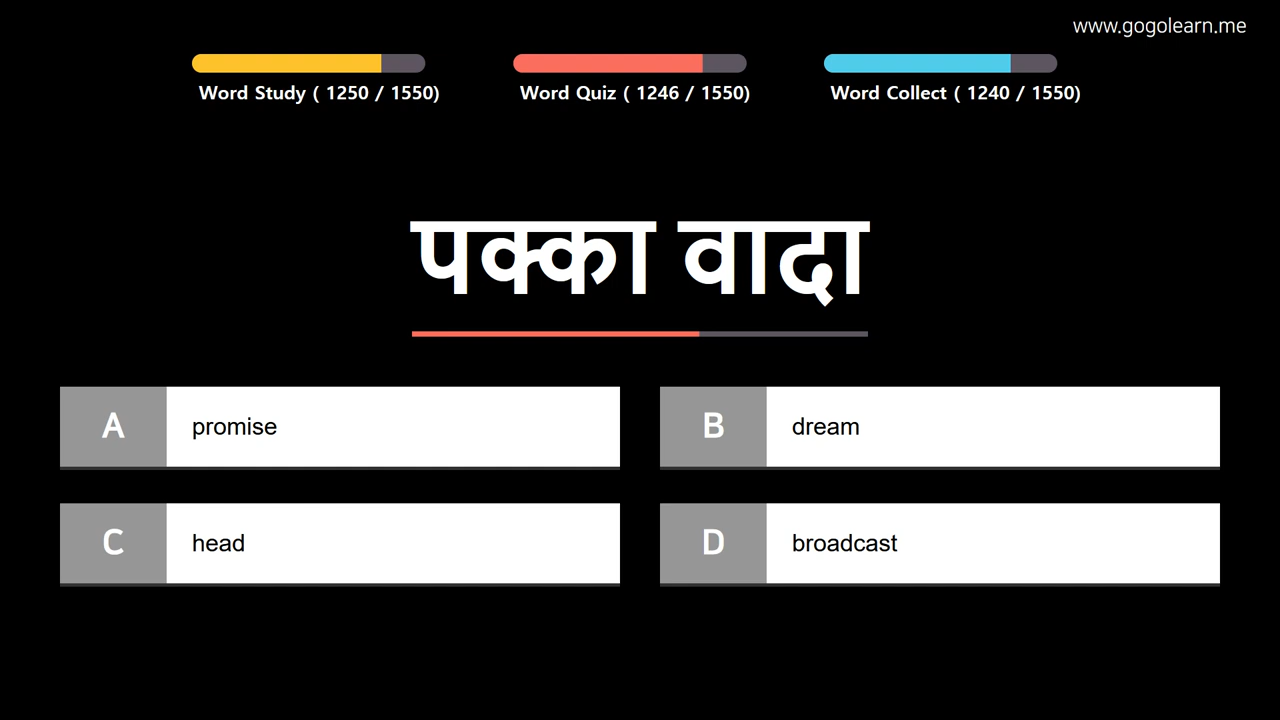 www.gogolearn.me
Word Study ( 1250 / 1550)
Word Quiz ( 1246 / 1550)
Word Collect ( 1240 / 1550)
पक्का वादा
A promise
B dream
C head
D broadcast